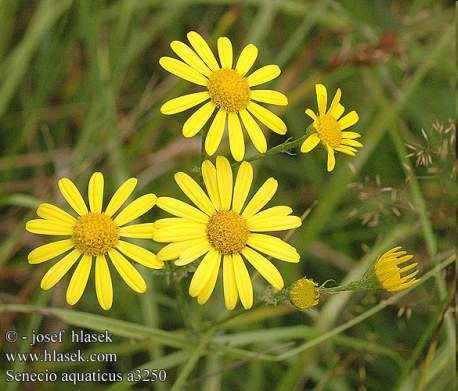 © - josef hlasek
www.hlasek.com
Senecio aquaticus a3250